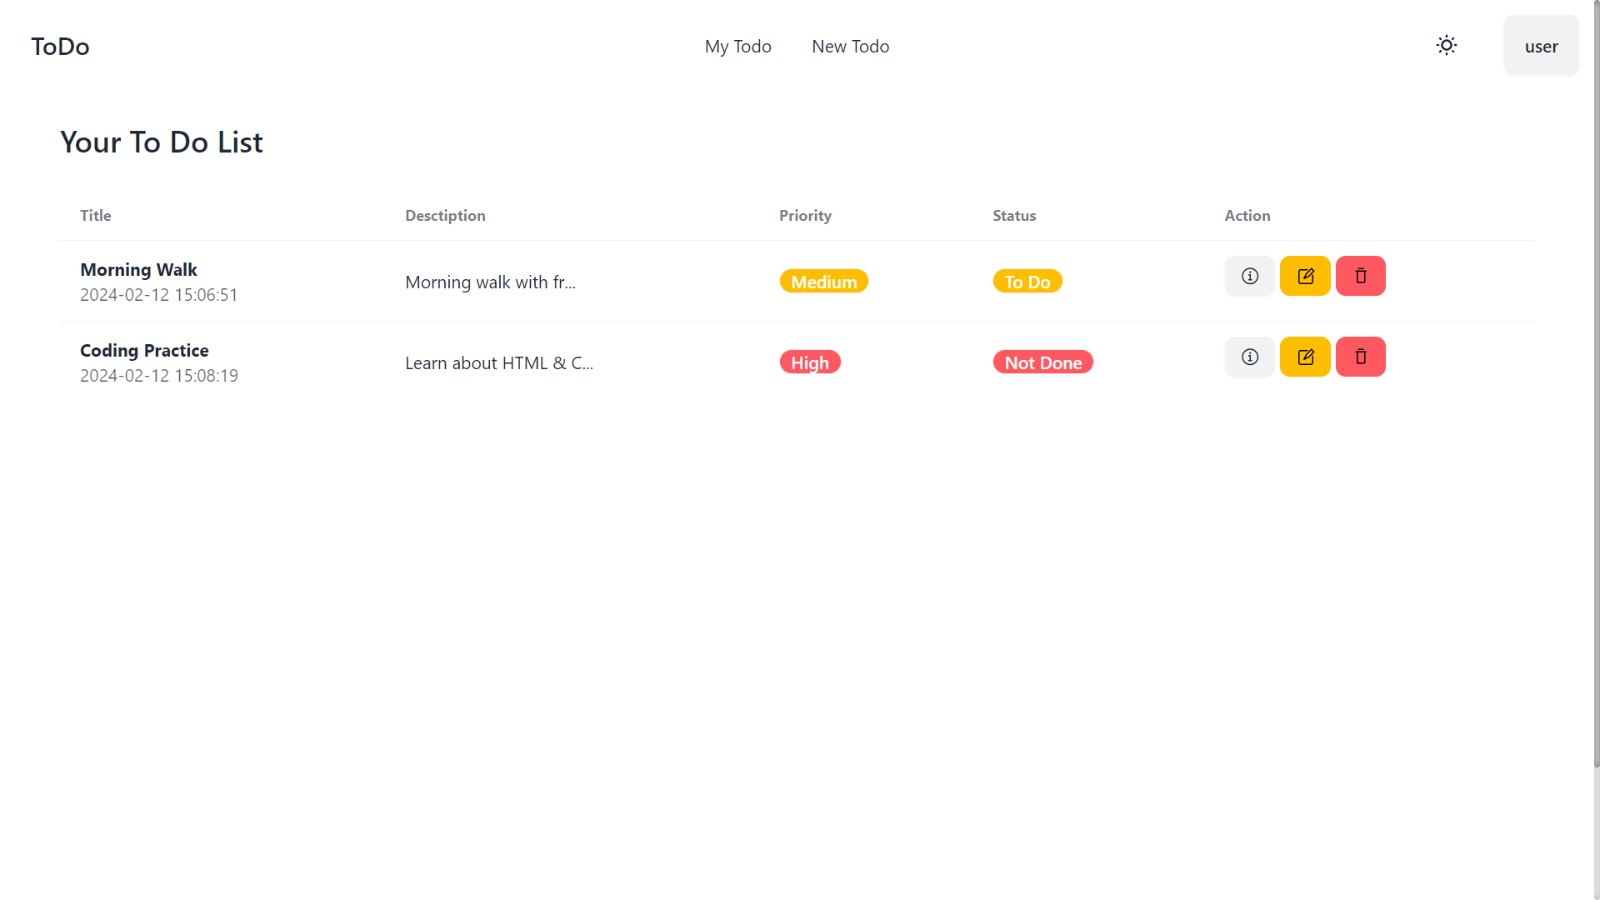 ToDo
My Todo
New Todo
user
Your To Do List
Title Desctiption Priority Status Action
Morning Walk
2024-02-12 15:06:51
Morning walk with fr...
Medium
To Do
Coding Practice
2024-02-12 15:08:19
Learn about HTML & C...
High
Not Done